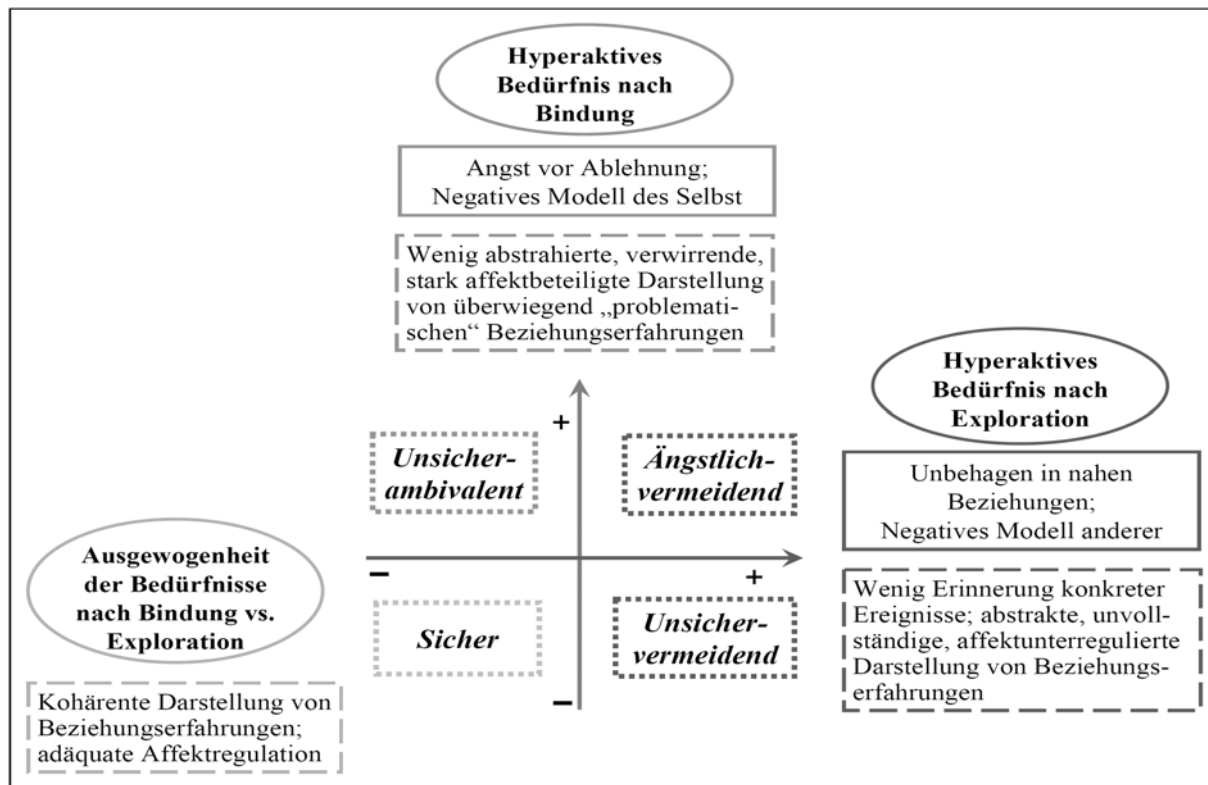 Hyperaktives
Bedürfnis nach
Bindung
Angst vor Ablehnung;
Negatives Modell des Selbst
Wenig abstrahierte, verwirrende,
stark affektbeteiligte Darstellung
von überwiegend „problemati-
schen“ Beziehungserfahrungen
Hyperaktives
Bedürfnis nach
Exploration
Unbehagen in nahen
Beziehungen;
Negatives Modell anderer
Wenig Erinnerung konkreter
Ereignisse; abstrakte, unvoll-
ständige, affektunterregulierte
Darstellung von Beziehungs-
erfahrungen
+
Unsicher-
ambivalent
Ängstlich-
vermeidend
–
+
Sicher
Unsicher-
vermeidend
–
Ausgewogenheit
der Bedürfnisse
nach Bindung vs.
Exploration
Kohärente Darstellung von
Beziehungserfahrungen;
adäquate Affektregulation